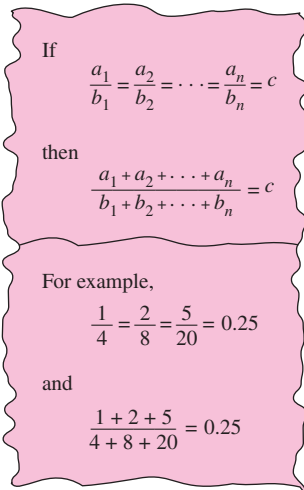 If
a₁/b₁ = a₂/b₂ = · · · = aₙ/bₙ = c
then
a₁ + a₂ + · · · + aₙ / b₁ + b₂ + · · · + bₙ = c
For example,
1/4 = 2/8 = 5/20 = 0.25
and
1 + 2 + 5 / 4 + 8 + 20 = 0.25